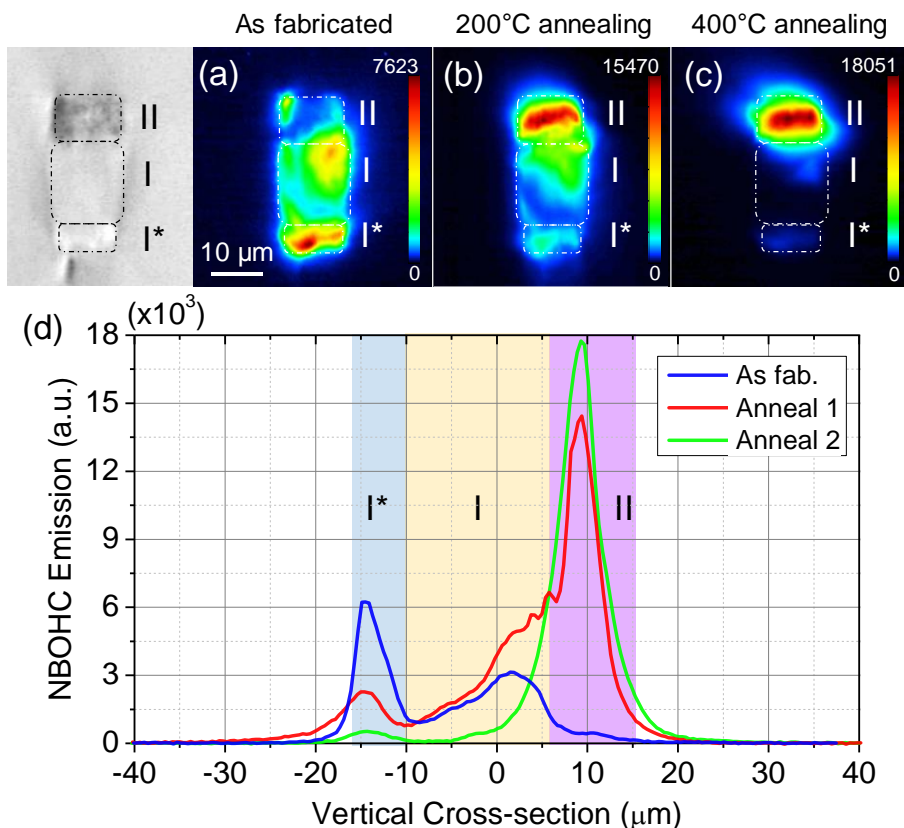 As fabricated
200°C annealing
400°C annealing
II
I
I*
(a)
7623
II
I
I*
10 μm
0
(b)
15470
II
I
I*
0
(c)
18051
II
I
I*
0
(d)
(x10³)
NBOHC Emission (a.u.)
18
15
12
9
6
3
0
I*
I
II
As fab.
Anneal 1
Anneal 2
-40 -30 -20 -10 0 10 20 30 40
Vertical Cross-section (μm)